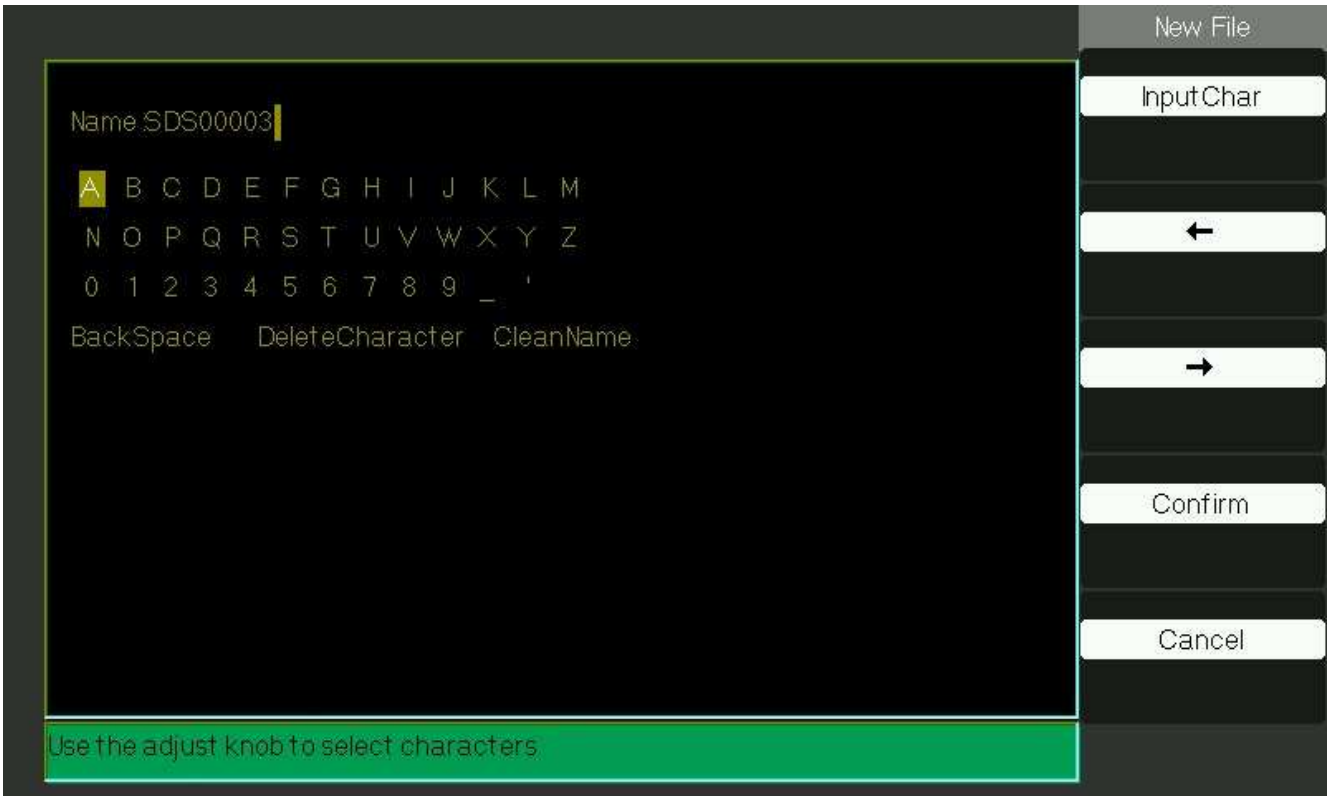 New File
InputChar
←
→
Confirm
Cancel
Name:SDS00003
A B C D E F G H I J K L M
N O P Q R S T U V W X Y Z
0 1 2 3 4 5 6 7 8 9 _ '
BackSpace DeleteCharacter CleanName
Use the adjust knob to select characters